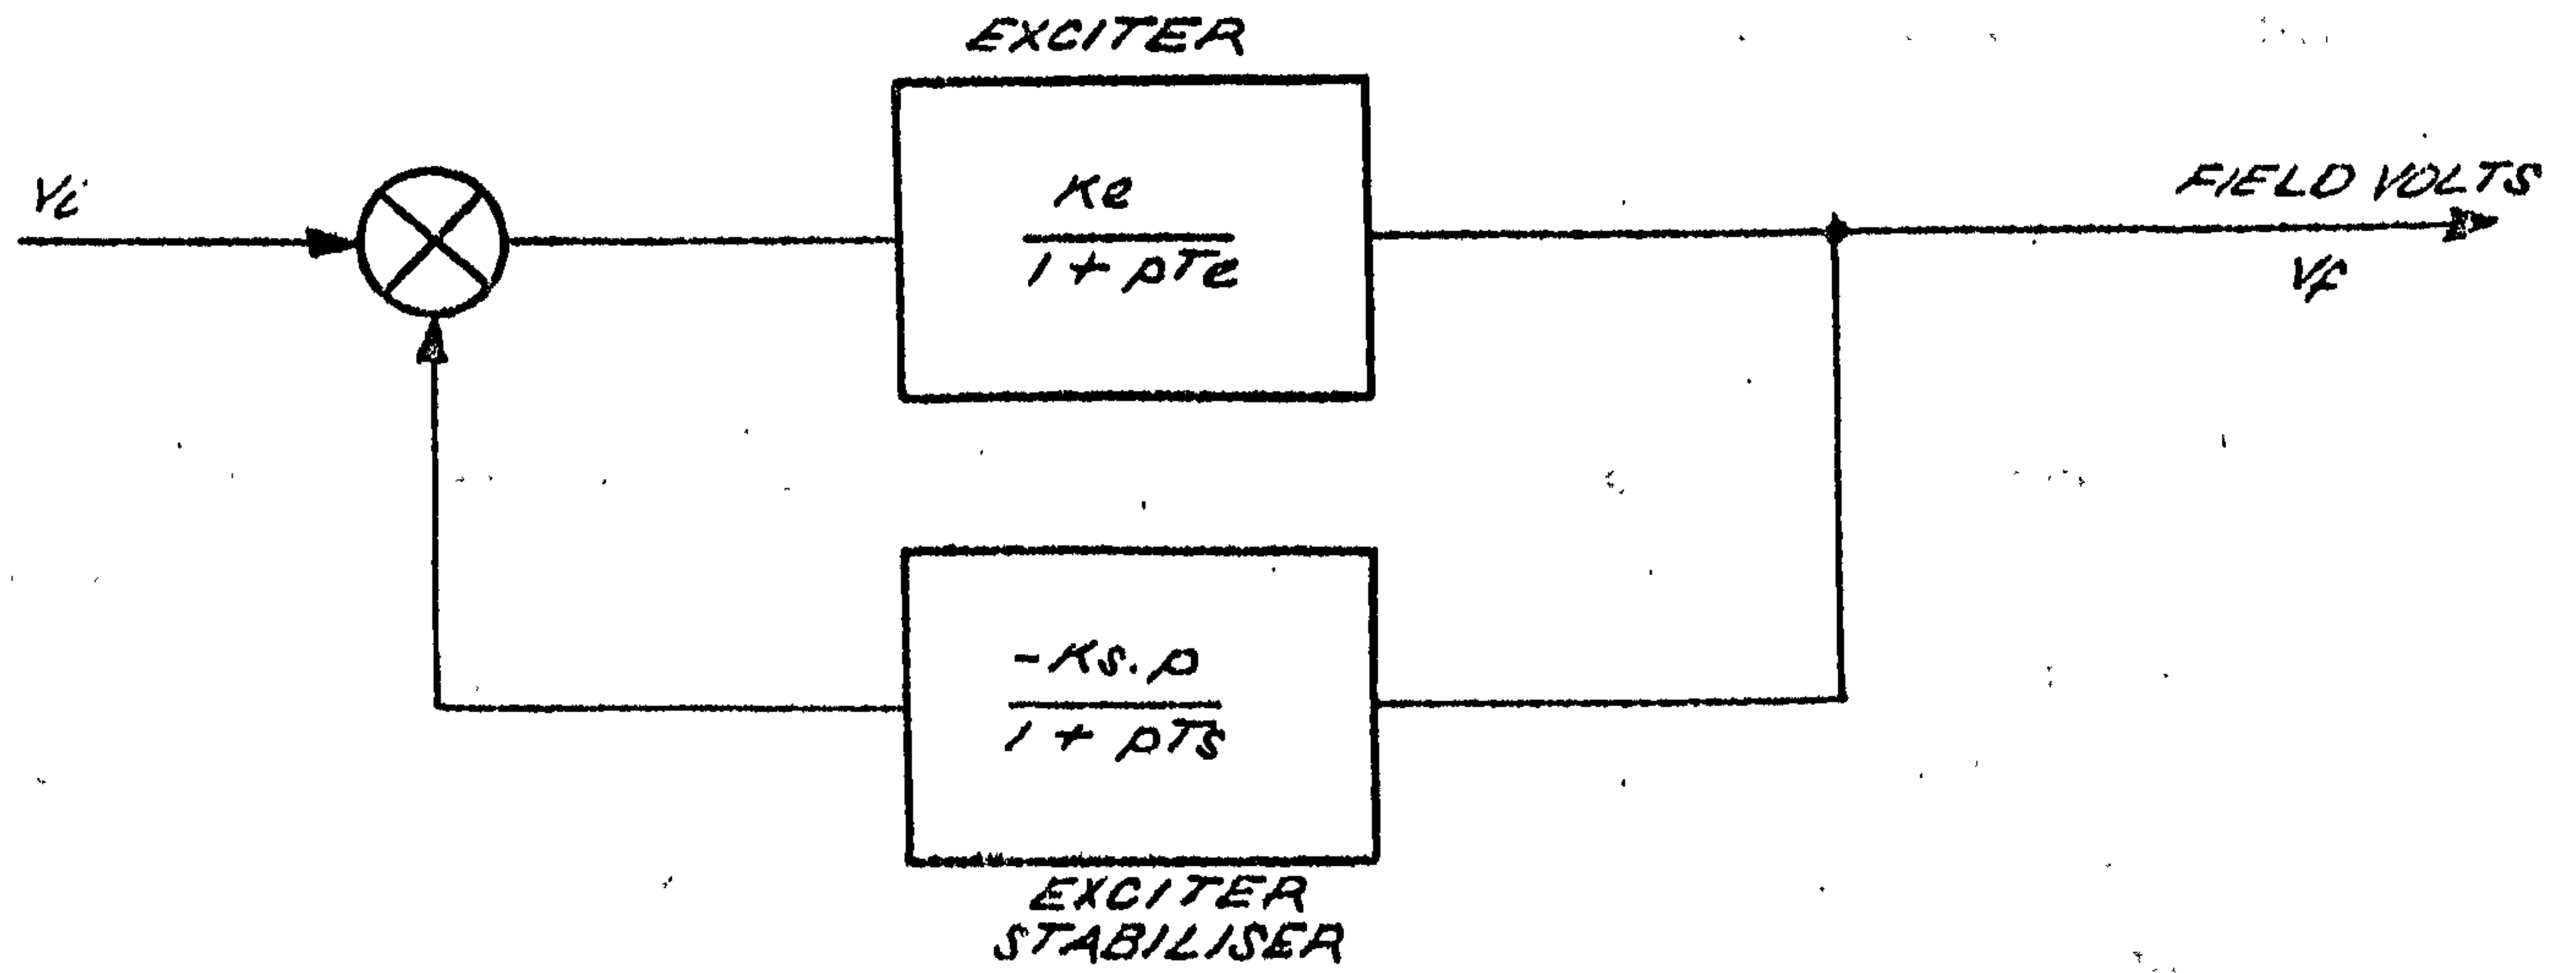 EXCITER
Vi
Ke
1 + pTe
FIELD VOLTS
Vf
-Ks.p
1 + pTs
EXCITER
STABILISER